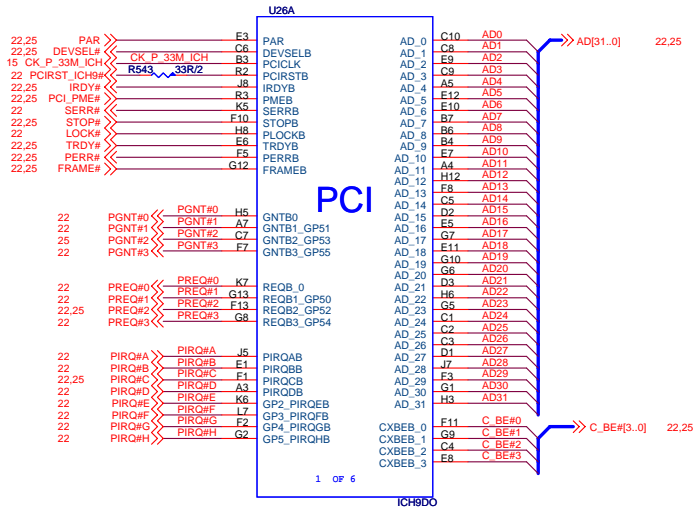 U26A
22,25 PAR E3 PAR AD_0 C10 AD0 AD[31..0] 22,25
22,25 DEVSEL# C6 DEVSELB AD_1 C8 AD1
15 CK_P_33M_ICH CK_P_33M_ICH B3 PCICLK AD_2 E9 AD2
22 PCIRST_ICH9# R543 33R/2 R2 PCIRSTB AD_3 C9 AD3
22,25 IRDY# J8 IRDYB AD_4 A5 AD4
22,25 PCI_PME# R3 PMEB AD_5 E12 AD5
22 SERR# K5 SERRB AD_6 E10 AD6
22,25 STOP# F10 STOPB AD_7 B7 AD7
22 LOCK# H8 PLOCKB AD_8 B6 AD8
22,25 TRDY# E6 TRDYB AD_9 B4 AD9
22,25 PERR# F5 PERRB AD_10 E7 AD10
22,25 FRAME# G12 FRAMEB AD_11 A4 AD11
AD_12 H12 AD12
AD_13 F8 AD13
PCI
AD_14 C5 AD14
22 PGNT#0 PGNT#0 H5 GNTB0 AD_15 D2 AD15
22 PGNT#1 PGNT#1 A7 GNTB1_GP51 AD_16 E5 AD16
25 PGNT#2 PGNT#2 C7 GNTB2_GP53 AD_17 G7 AD17
22 PGNT#3 PGNT#3 F7 GNTB3_GP55 AD_18 E11 AD18
AD_19 G10 AD19
AD_20 G6 AD20
22 PREQ#0 PREQ#0 K7 REQB_0 AD_21 D3 AD21
22 PREQ#1 PREQ#1 G13 REQB1_GP50 AD_22 H6 AD22
22,25 PREQ#2 PREQ#2 F13 REQB2_GP52 AD_23 G5 AD23
22 PREQ#3 PREQ#3 G8 REQB3_GP54 AD_24 C1 AD24
AD_25 C2 AD25
AD_26 C3 AD26
22 PIRQ#A PIRQ#A J5 PIRQAB AD_27 D1 AD27
22 PIRQ#B PIRQ#B E1 PIRQBB AD_28 J7 AD28
22,25 PIRQ#C PIRQ#C F1 PIRQCB AD_29 F3 AD29
22 PIRQ#D PIRQ#D A3 PIRQDB AD_30 G1 AD30
22 PIRQ#E PIRQ#E K6 GP2_PIRQEB AD_31 H3 AD31
22 PIRQ#F PIRQ#F L7 GP3_PIRQFB
22 PIRQ#G PIRQ#G F2 GP4_PIRQGB CXBEB_0 F11 C_BE#0 C_BE#[3..0] 22,25
22 PIRQ#H PIRQ#H G2 GP5_PIRQHB CXBEB_1 G9 C_BE#1
CXBEB_2 C4 C_BE#2
CXBEB_3 E8 C_BE#3
1 OF 6
ICH9DO